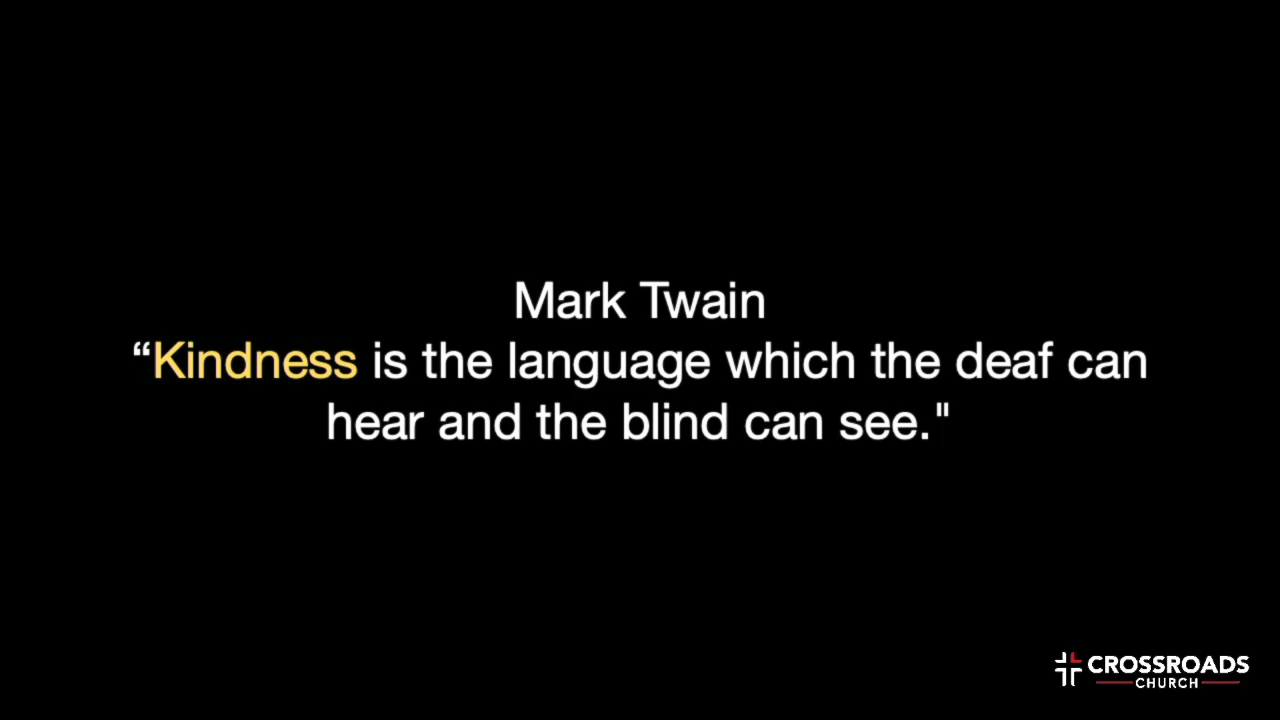 Mark Twain
“Kindness is the language which the deaf can
hear and the blind can see."
CROSSROADS
CHURCH